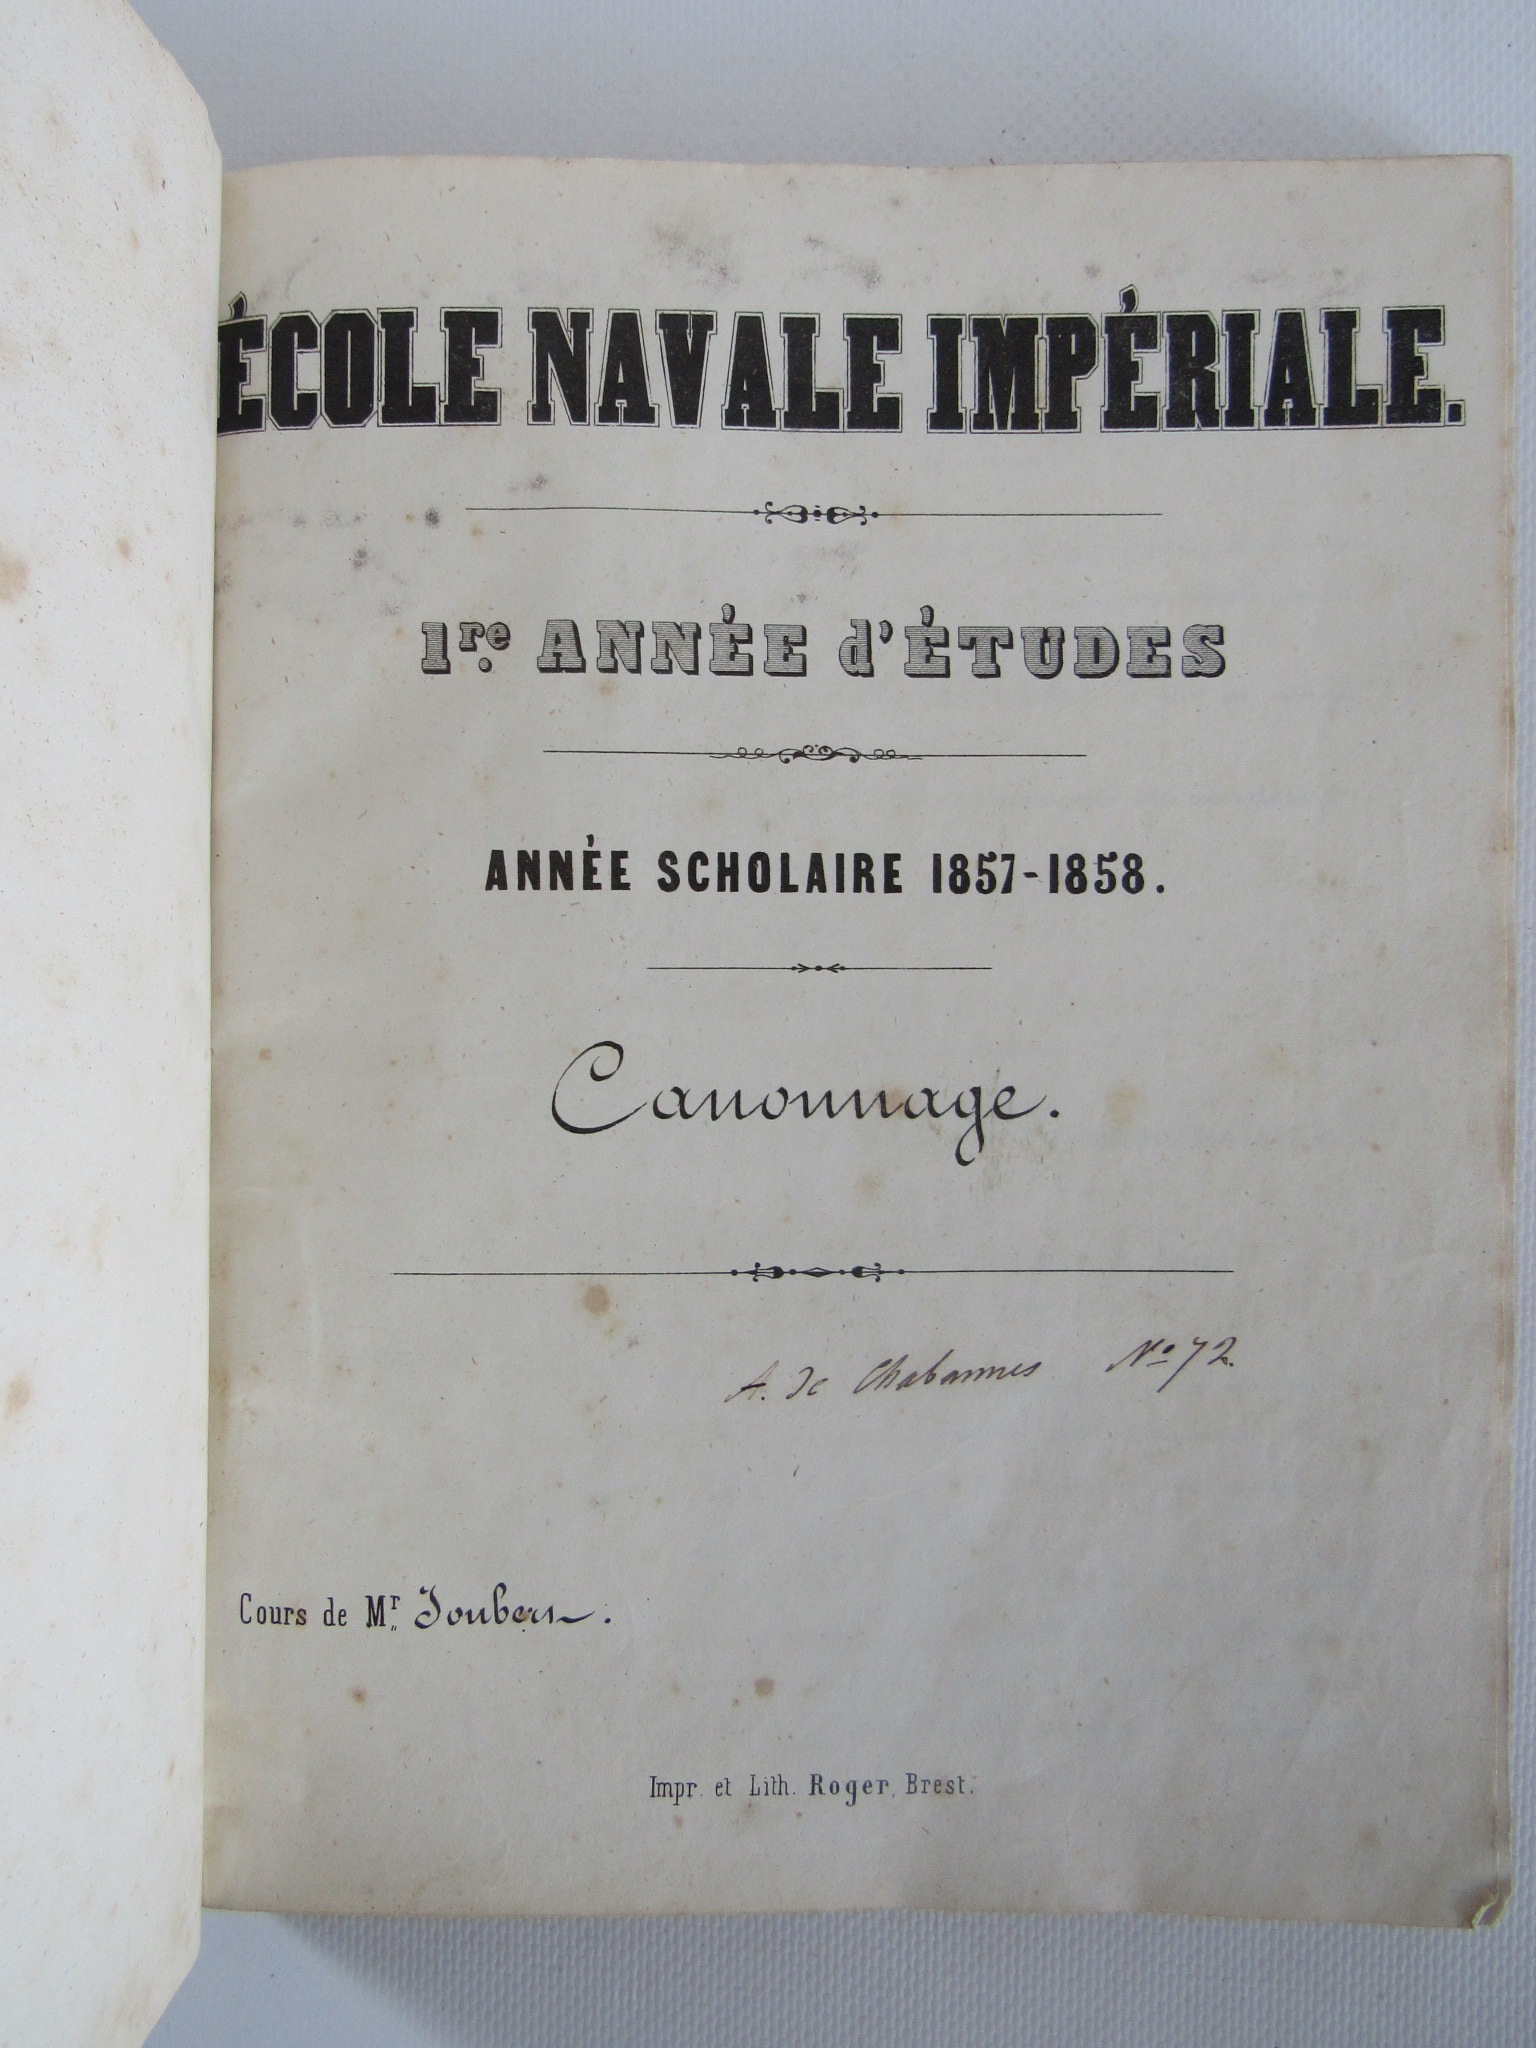 ÉCOLE NAVALE IMPÉRIALE.
1re ANNÉE d'ÉTUDES
ANNÉE SCHOLAIRE 1857-1858.
Canonnage.
A. de Chabannes No 72.
Cours de Mr Joubert.
Impr. et Lith. Roger, Brest.